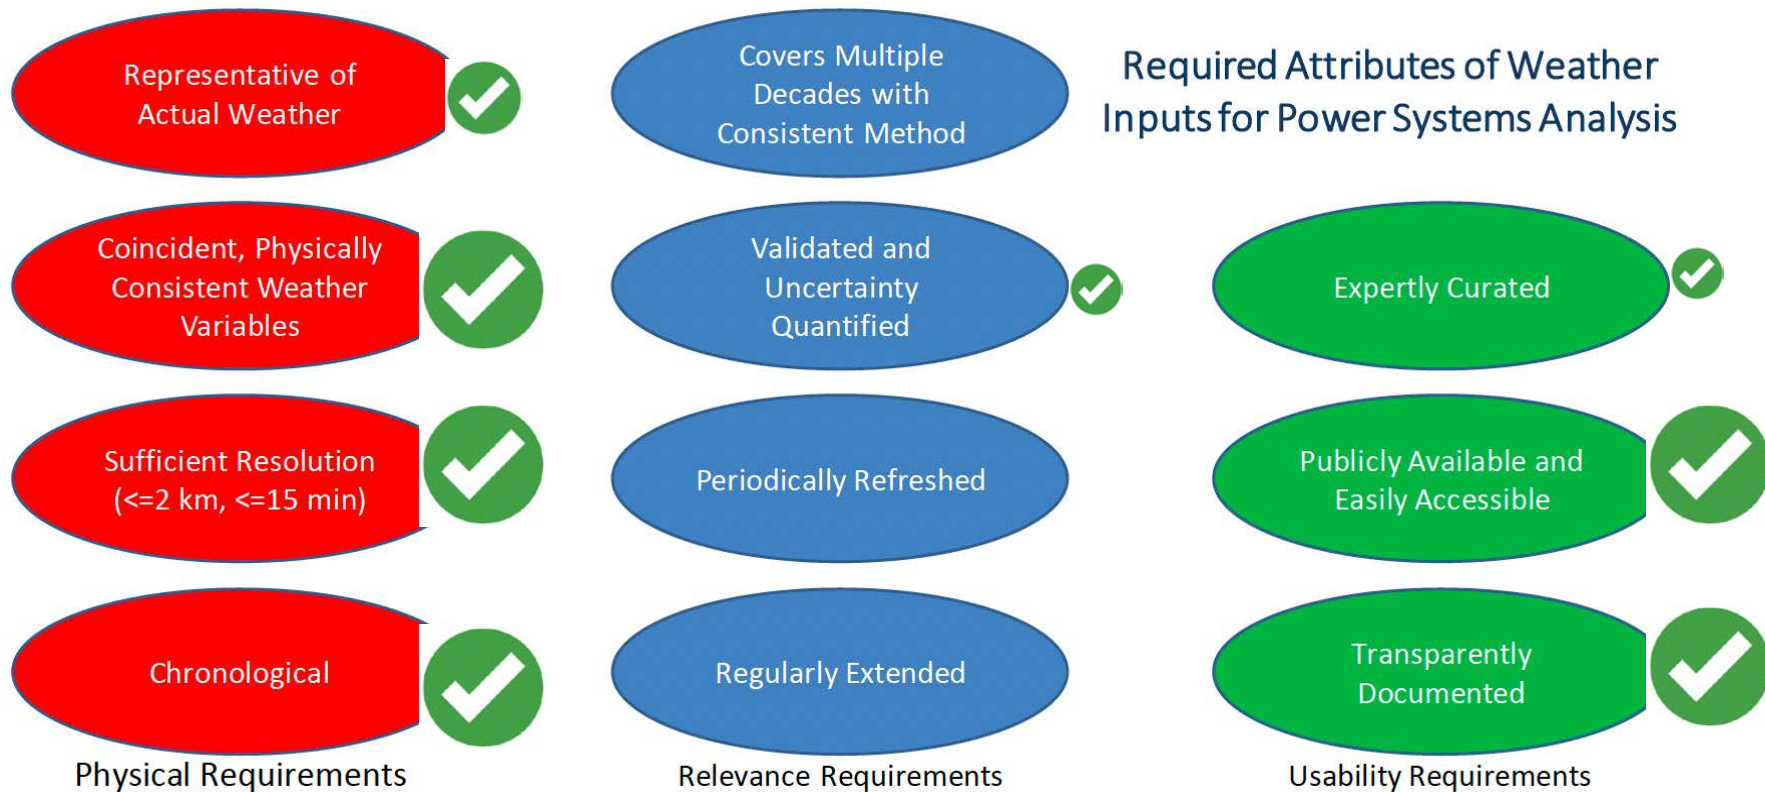 Required Attributes of Weather
Inputs for Power Systems Analysis
Representative of
Actual Weather
Coincident, Physically
Consistent Weather
Variables
Sufficient Resolution
(<=2 km, <=15 min)
Chronological
Physical Requirements
Covers Multiple
Decades with
Consistent Method
Validated and
Uncertainty
Quantified
Periodically Refreshed
Regularly Extended
Relevance Requirements
Expertly Curated
Publicly Available and
Easily Accessible
Transparently
Documented
Usability Requirements